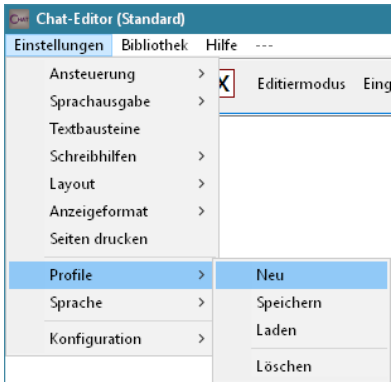 Chat-Editor (Standard)
Einstellungen Bibliothek Hilfe ---
Ansteuerung
X Editiermodus
Sprachausgabe
Textbausteine
Schreibhilfen
Layout
Anzeigeformat
Seiten drucken
Profile Neu
Sprache Speichern
Laden
Konfiguration
Löschen